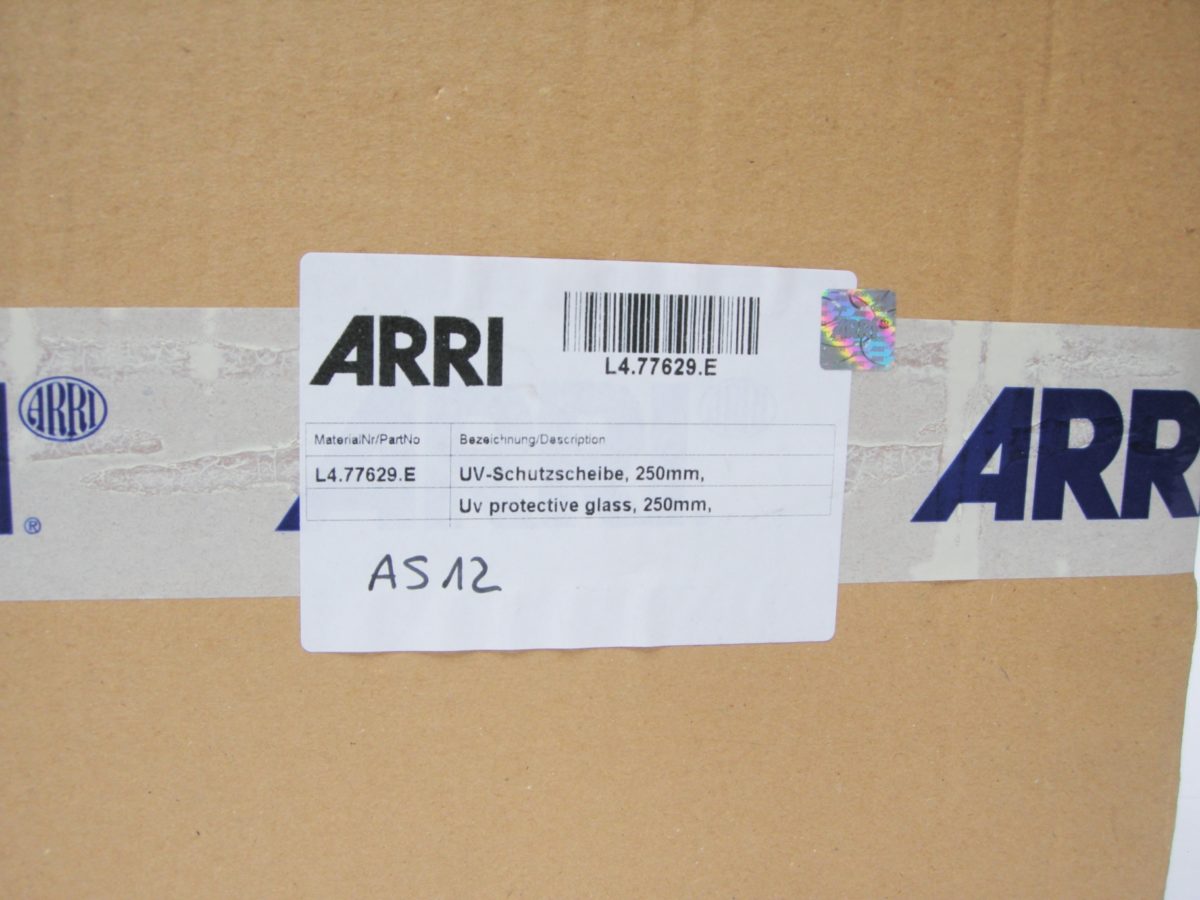 ARRI
L4.77629.E
ARRI
MaterialNr/PartNo Bezeichnung/Description
L4.77629.E UV-Schutzscheibe, 250mm,
Uv protective glass, 250mm,
AS12
ARRI
®
ARR